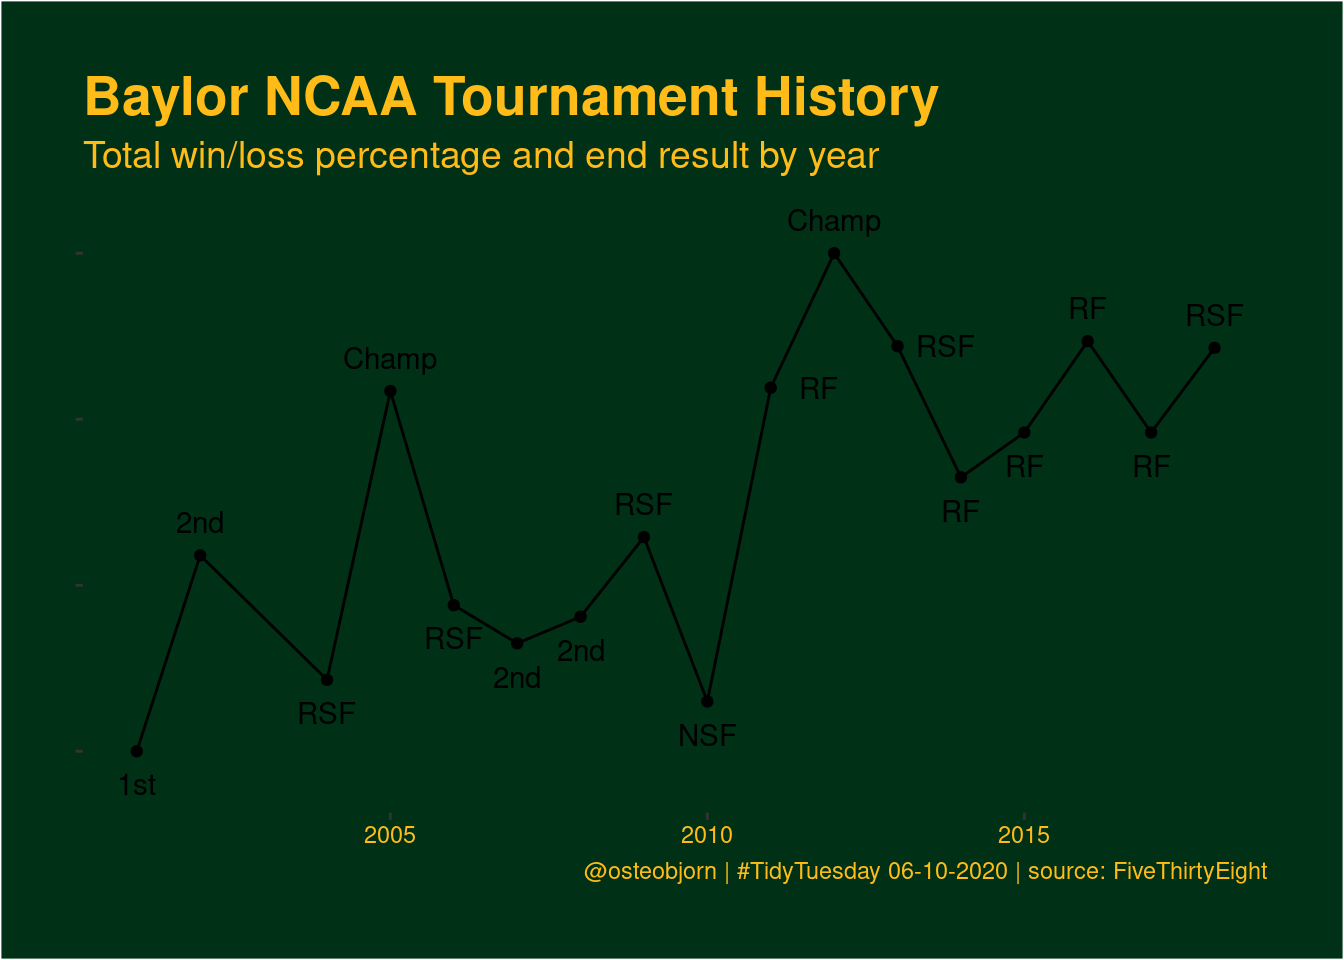 Baylor NCAA Tournament History
Total win/loss percentage and end result by year
Champ
RF
RSF
RSF
Champ
RF
RF
RF
RSF
2nd
RF
RSF
2nd
2nd
RSF
NSF
1st
2005
2010
2015
@osteobjorn | #TidyTuesday 06-10-2020 | source: FiveThirtyEight